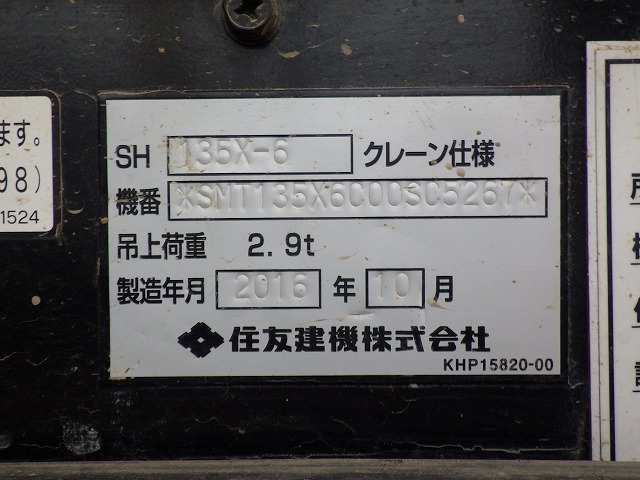 ます。
98)
1524
SH 135X-6 クレーン仕様
機番 *SMT135X6C00SC5267*
吊上荷重 2.9t
製造年月 2016 年 10 月
住友建機株式会社
KHP15820-00